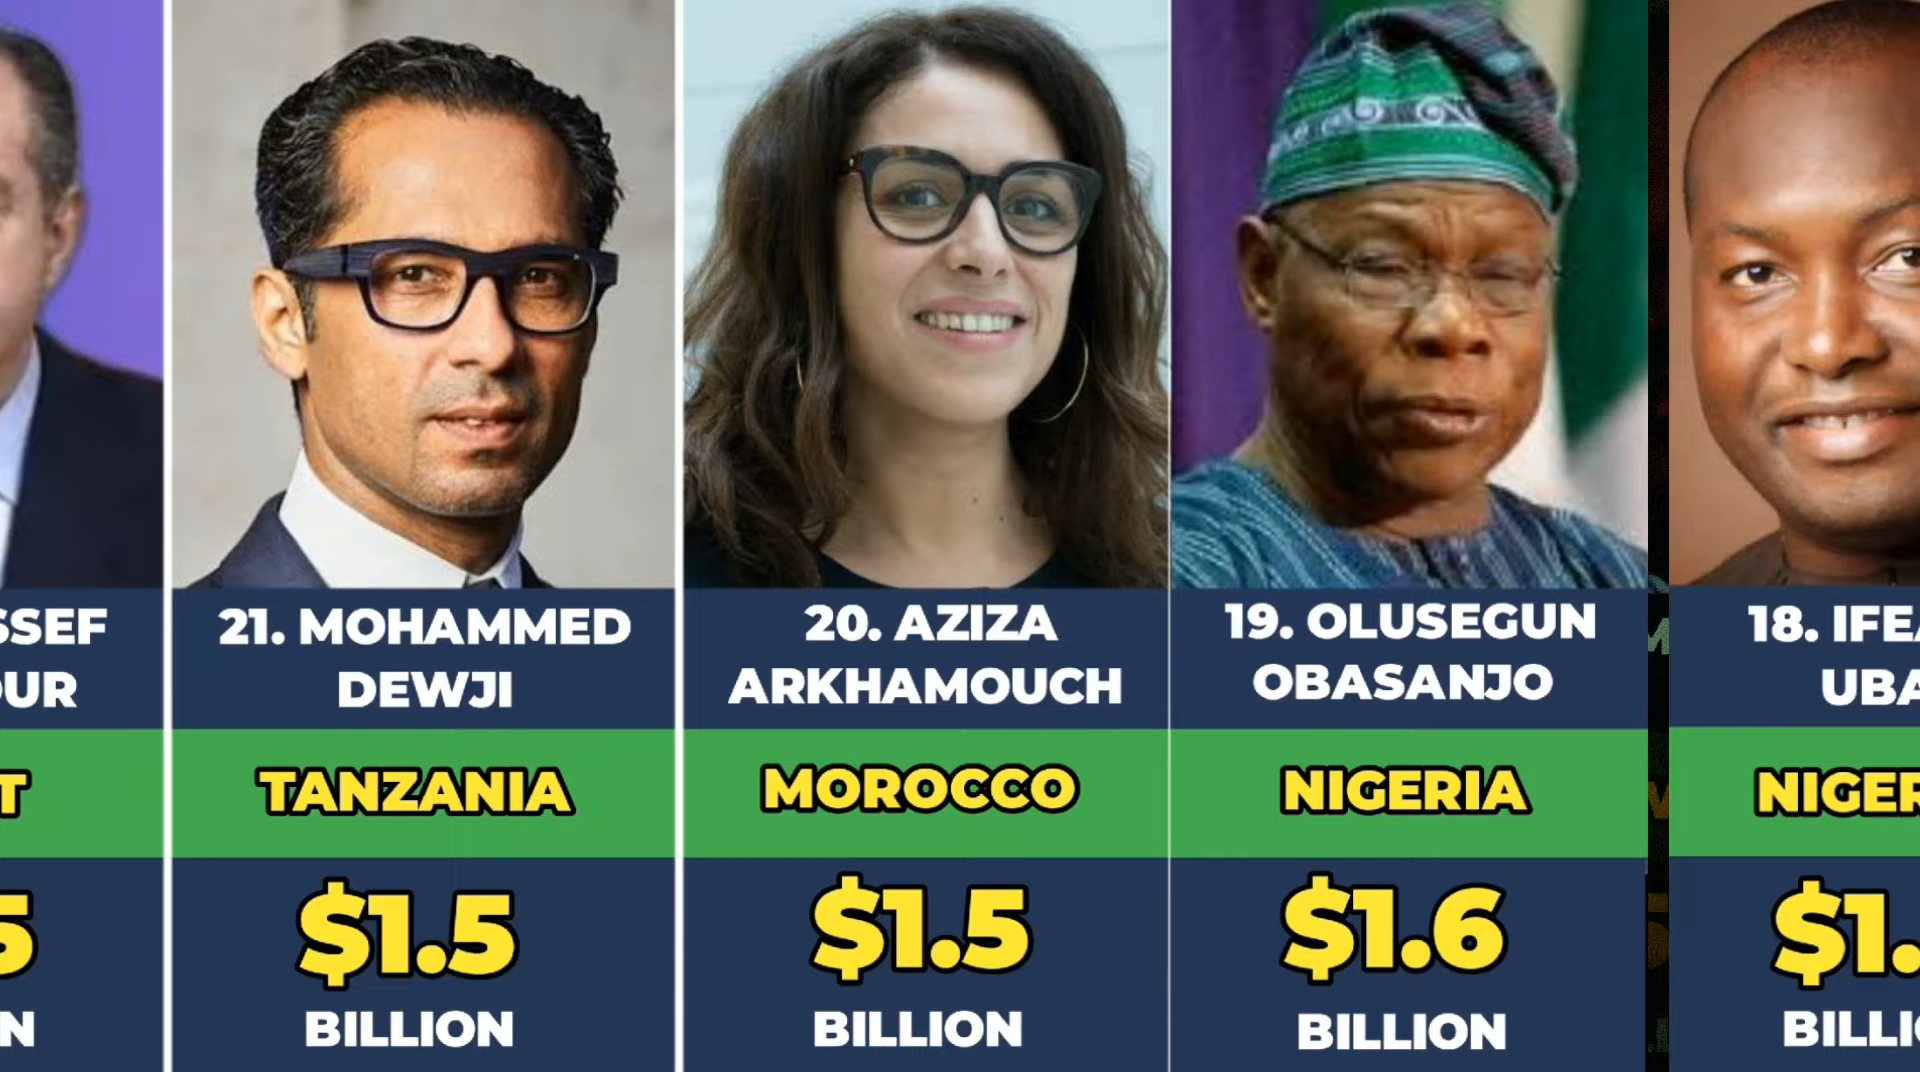 SSEF
OUR
T
5
N
21. MOHAMMED
DEWJI
TANZANIA
$1.5
BILLION
20. AZIZA
ARKHAMOUCH
MOROCCO
$1.5
BILLION
19. OLUSEGUN
OBASANJO
NIGERIA
$1.6
BILLION
18. IFEA
UBA
NIGER
$1.
BILLI